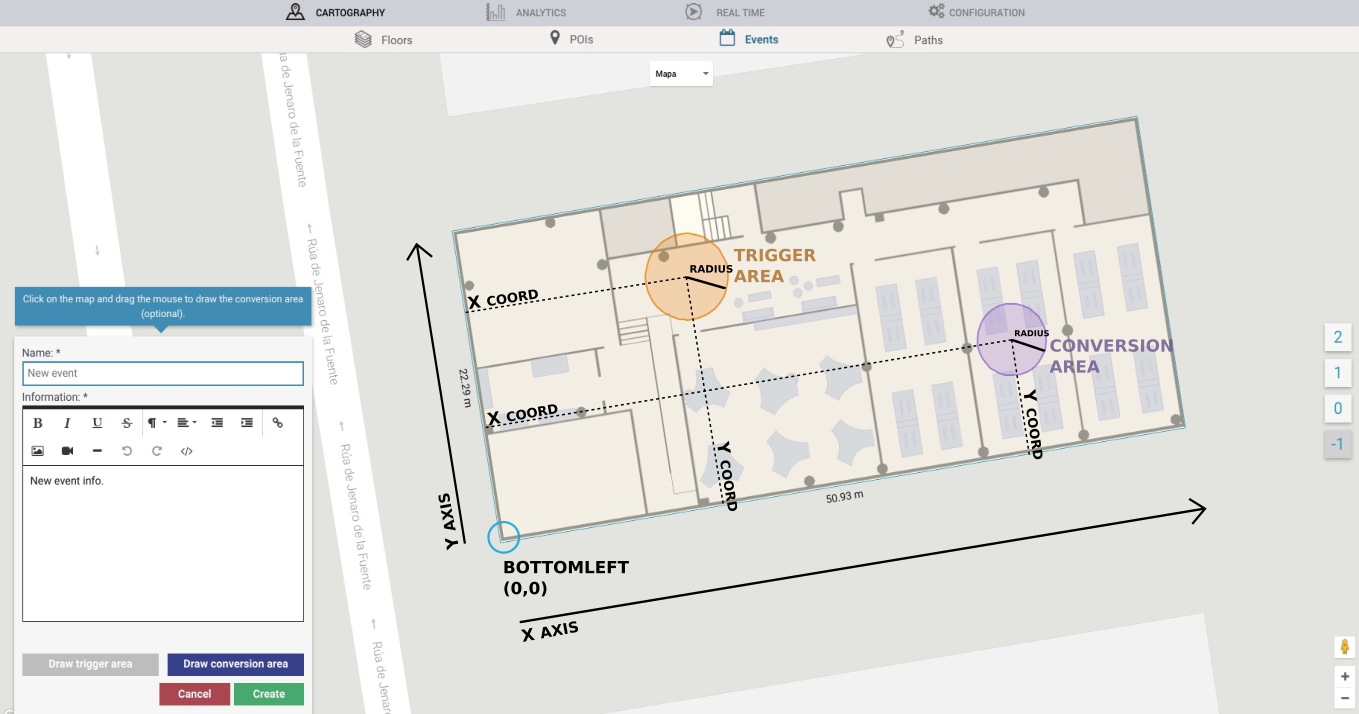 CARTOGRAPHY
ANALYTICS
REAL TIME
CONFIGURATION
Floors
POIs
Events
Paths
Mapa
Rúa de Jenaro de la Fuente
Rúa de Jenaro de la Fuente
Rúa de Jenaro de la Fuente
Rúa de Jen
TRIGGER
AREA
RADIUS
X COORD
Y COORD
CONVERSION
AREA
RADIUS
X COORD
Y COORD
22.29 m
50.93 m
Y AXIS
BOTTOMLEFT
(0,0)
X AXIS
2
1
0
-1
+
−
Click on the map and drag the mouse to draw the conversion area
(optional).
Name: *
New event
Information: *
B I U S ¶ </>
New event info.
Draw trigger area
Draw conversion area
Cancel
Create